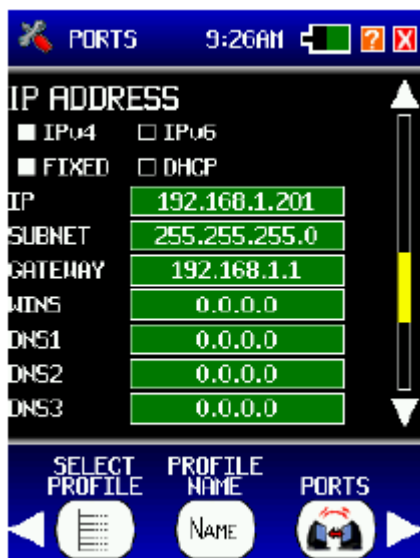 PORTS 9:26AM ? X
IP ADDRESS
IPv4 IPv6
FIXED DHCP
IP 192.168.1.201
SUBNET 255.255.255.0
GATEWAY 192.168.1.1
WINS 0.0.0.0
DNS1 0.0.0.0
DNS2 0.0.0.0
DNS3 0.0.0.0
SELECT PROFILE
PROFILE NAME
PORTS
NAME